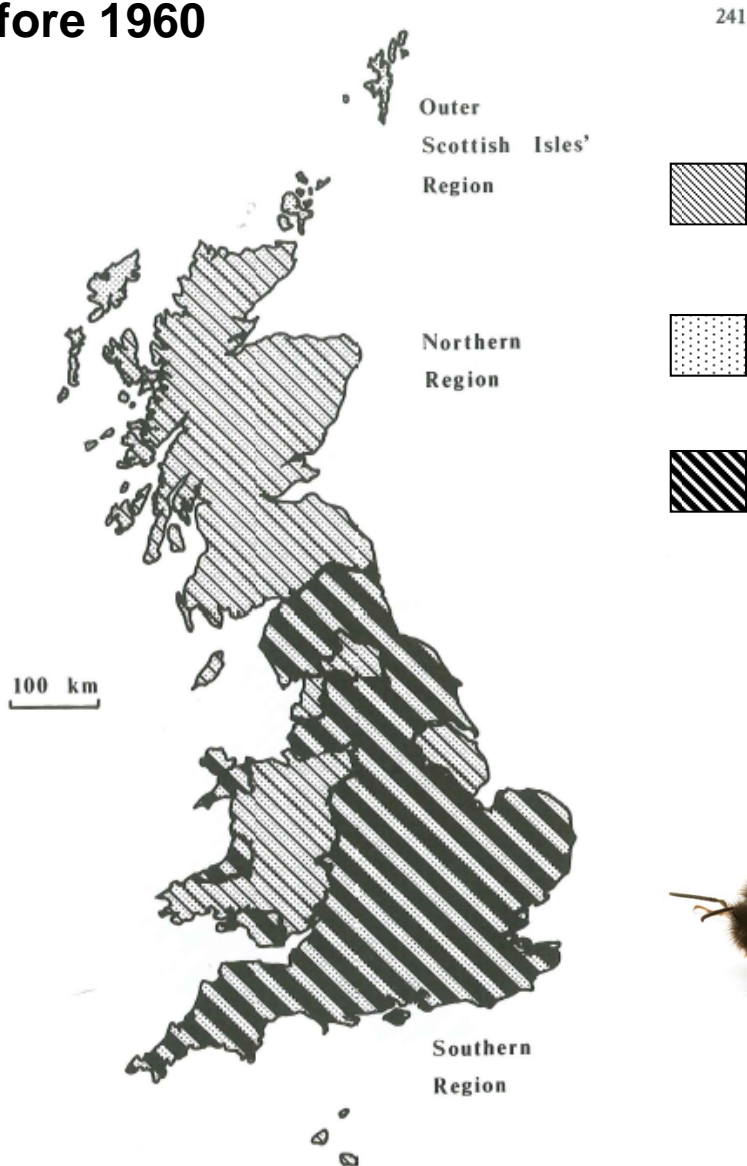 fore 1960
241
Outer
Scottish Isles'
Region
Northern
Region
100 km
Southern
Region